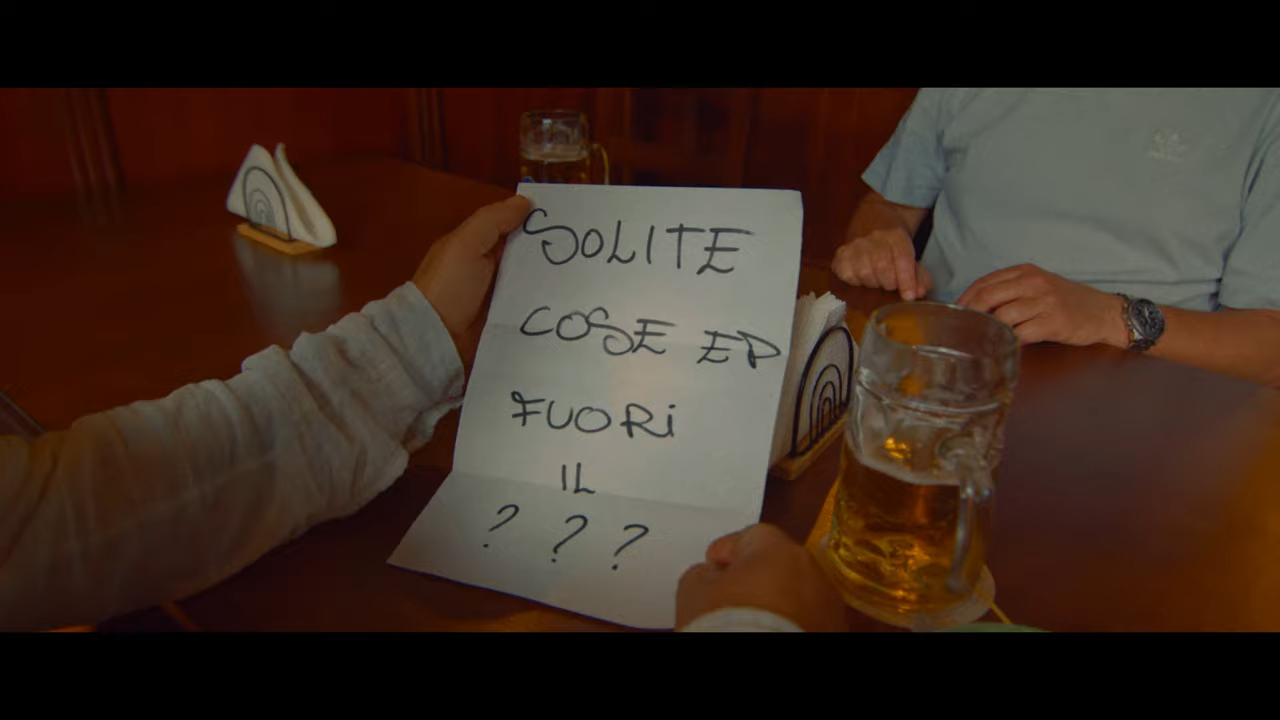 SOLITE
COSE EP
FUORi
IL
? ? ?